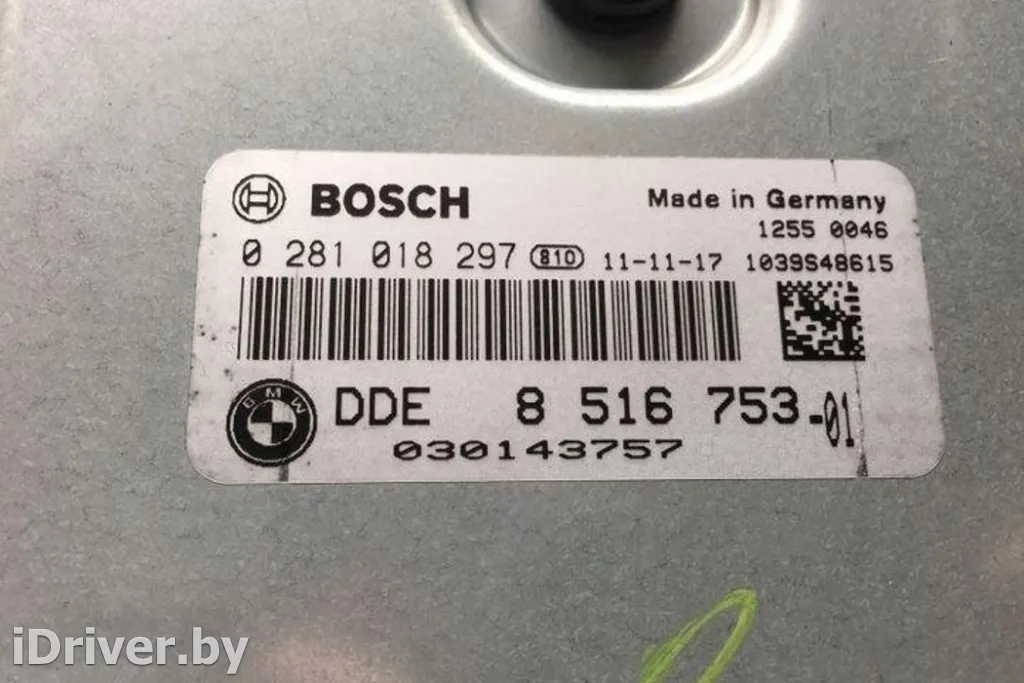 BOSCH
Made in Germany
1255 0046
0 281 018 297 810 11-11-17 1039S48615
BMW DDE 8 516 753-01
030143757
iDriver.by